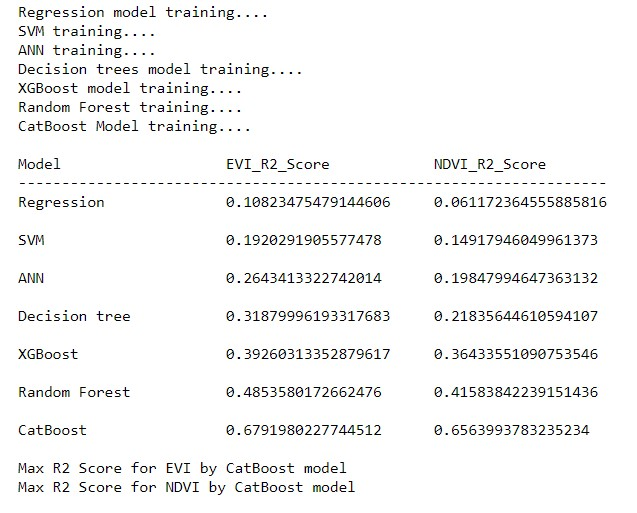 Regression model training....
SVM training....
ANN training....
Decision trees model training....
XGBoost model training....
Random Forest training....
CatBoost Model training....
Model EVI_R2_Score NDVI_R2_Score
-----------------------------------------------------------------
Regression 0.10823475479144606 0.061172364555885816
SVM 0.1920291905577478 0.14917946049961373
ANN 0.2643413322742014 0.19847994647363132
Decision tree 0.31879996193317683 0.21835644610594107
XGBoost 0.39260313352879617 0.36433551090753546
Random Forest 0.4853580172662476 0.41583842239151436
CatBoost 0.6791980227744512 0.6563993783235234
Max R2 Score for EVI by CatBoost model
Max R2 Score for NDVI by CatBoost model